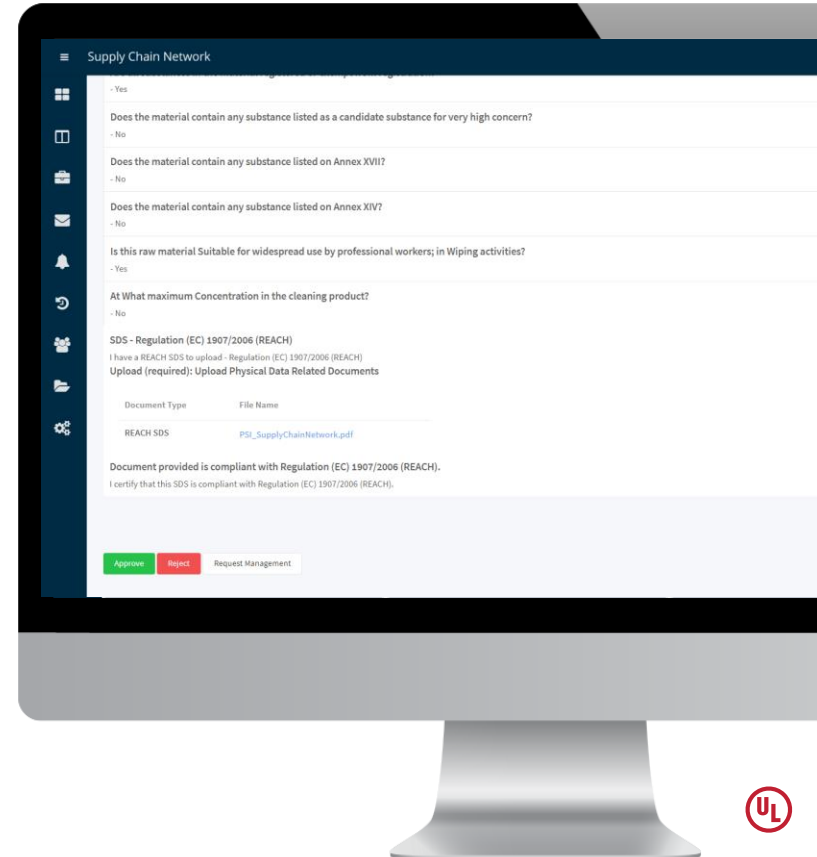 Supply Chain Network
- Yes
Does the material contain any substance listed as a candidate substance for very high concern?
- No
Does the material contain any substance listed on Annex XVII?
- No
Does the material contain any substance listed on Annex XIV?
- No
Is this raw material Suitable for widespread use by professional workers; in Wiping activities?
- Yes
At What maximum Concentration in the cleaning product?
- No
SDS - Regulation (EC) 1907/2006 (REACH)
I have a REACH SDS to upload - Regulation (EC) 1907/2006 (REACH)
Upload (required): Upload Physical Data Related Documents
Document Type File Name
REACH SDS PSI_SupplyChainNetwork.pdf
Document provided is compliant with Regulation (EC) 1907/2006 (REACH).
I certify that this SDS is compliant with Regulation (EC) 1907/2006 (REACH).
Approve Reject Request Management
UL